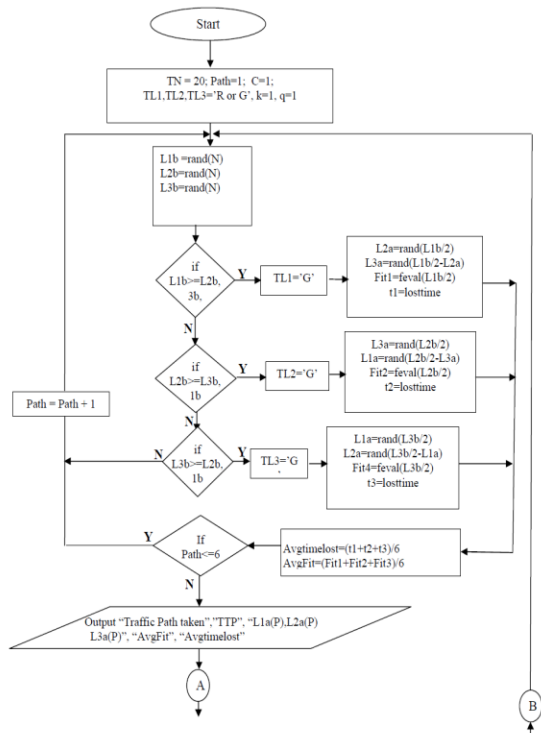 Start
TN = 20; Path=1; C=1;
TL1,TL2,TL3='R or G', k=1, q=1
L1b =rand(N)
L2b=rand(N)
L3b=rand(N)
if
L1b>=L2b,
3b,
Y
TL1='G'
L2a=rand(L1b/2)
L3a=rand(L1b/2-L2a)
Fit1=feval(L1b/2)
t1=losttime
N
if
L2b>=L3b,
1b
Y
TL2='G'
L3a=rand(L2b/2)
L1a=rand(L2b/2-L3a)
Fit2=feval(L2b/2)
t2=losttime
Path = Path + 1
N
N
if
L3b>=L2b,
1b
Y
TL3='G
'
L1a=rand(L3b/2)
L2a=rand(L3b/2-L1a)
Fit4=feval(L3b/2)
t3=losttime
Y
If
Path<=6
Avgtimelost=(t1+t2+t3)/6
AvgFit=(Fit1+Fit2+Fit3)/6
N
Output "Traffic Path taken","TTP", "L1a(P),L2a(P)
L3a(P)", "AvgFit", "Avgtimelost"
A
B